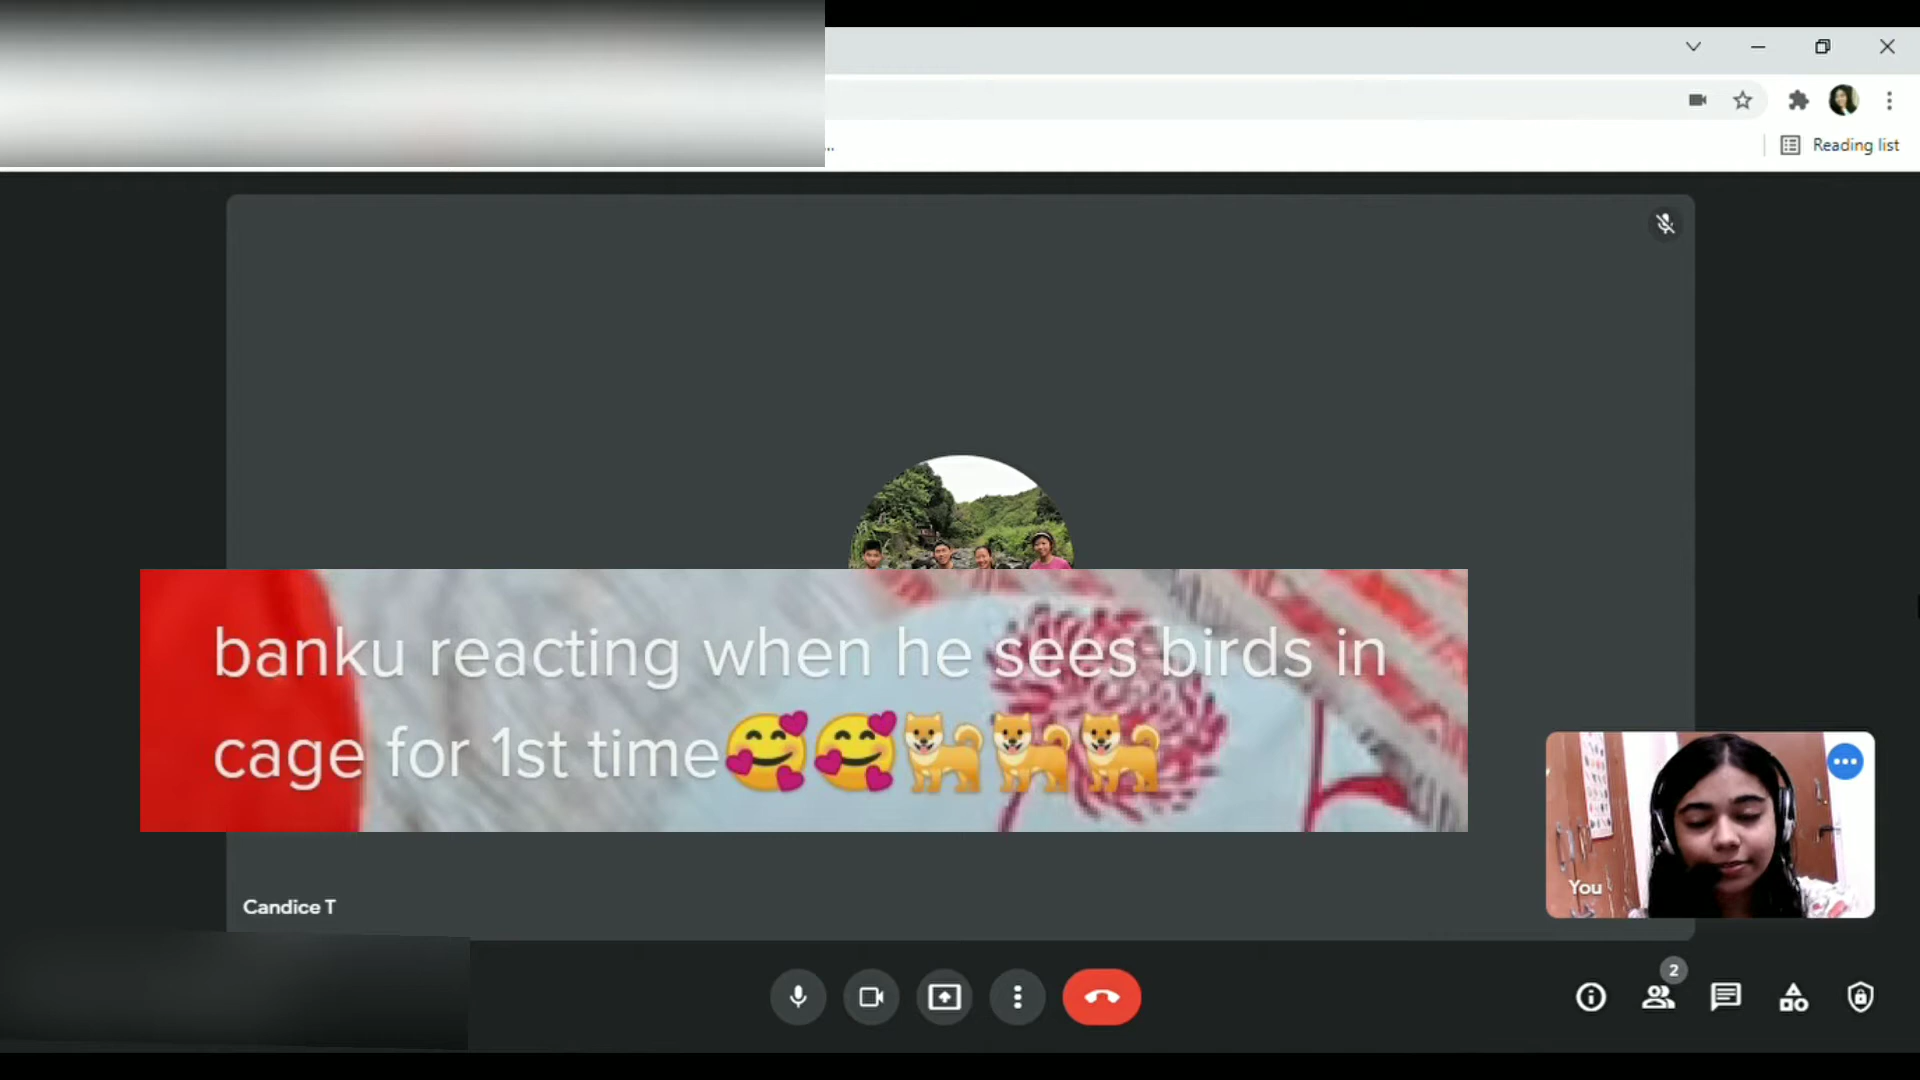 ...
Reading list
banku reacting when he sees birds in
cage for 1st time🥰🥰🐕🐕🐕
You
Candice T
2